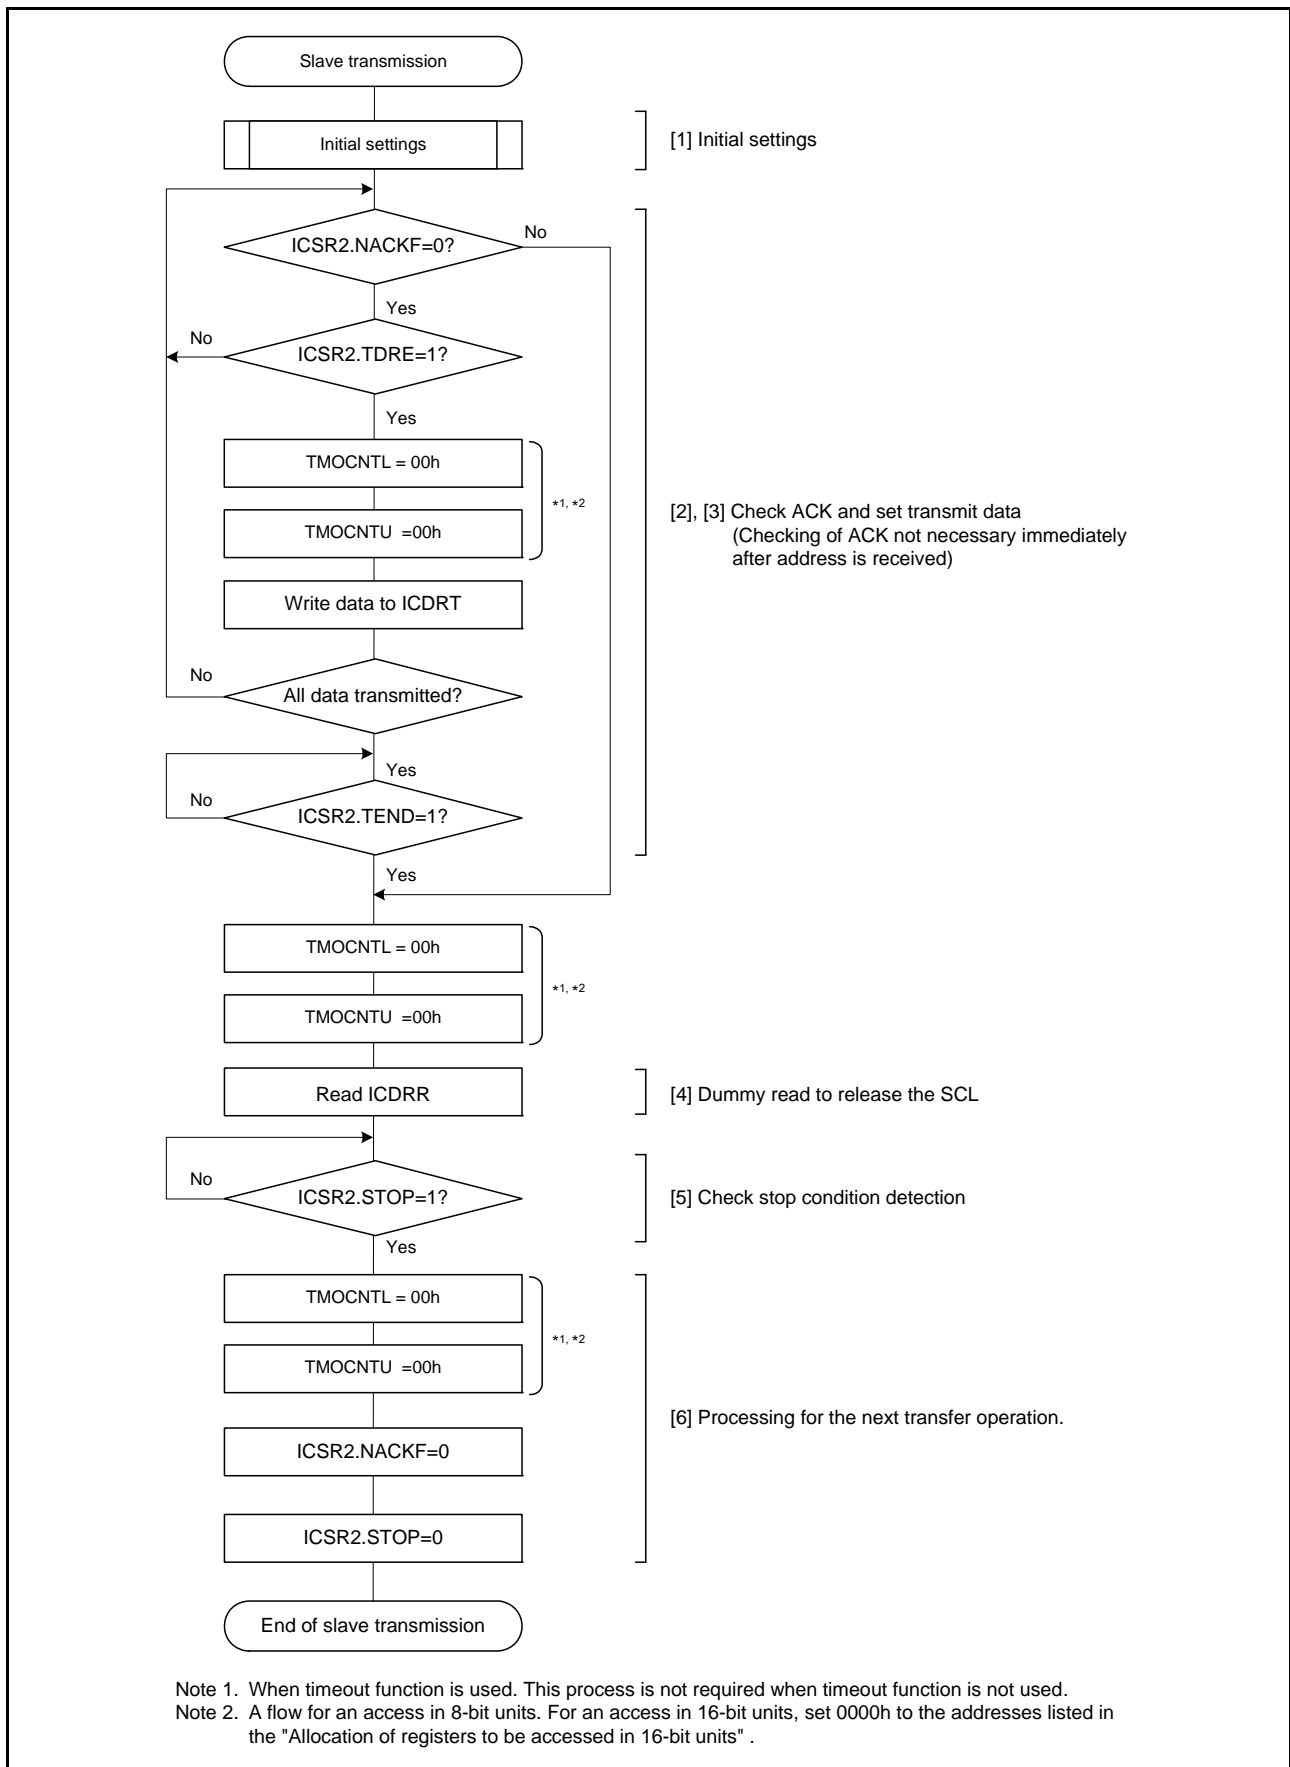 Slave transmission
Initial settings
[1] Initial settings
ICSR2.NACKF=0?
No
Yes
No
ICSR2.TDRE=1?
Yes
TMOCNTL = 00h
*1, *2
TMOCNTU =00h
[2], [3] Check ACK and set transmit data
(Checking of ACK not necessary immediately
after address is received)
Write data to ICDRT
No
All data transmitted?
Yes
No
ICSR2.TEND=1?
Yes
TMOCNTL = 00h
*1, *2
TMOCNTU =00h
Read ICDRR
[4] Dummy read to release the SCL
No
ICSR2.STOP=1?
[5] Check stop condition detection
Yes
TMOCNTL = 00h
*1, *2
TMOCNTU =00h
[6] Processing for the next transfer operation.
ICSR2.NACKF=0
ICSR2.STOP=0
End of slave transmission
Note 1. When timeout function is used. This process is not required when timeout function is not used.
Note 2. A flow for an access in 8-bit units. For an access in 16-bit units, set 0000h to the addresses listed in
the "Allocation of registers to be accessed in 16-bit units" .